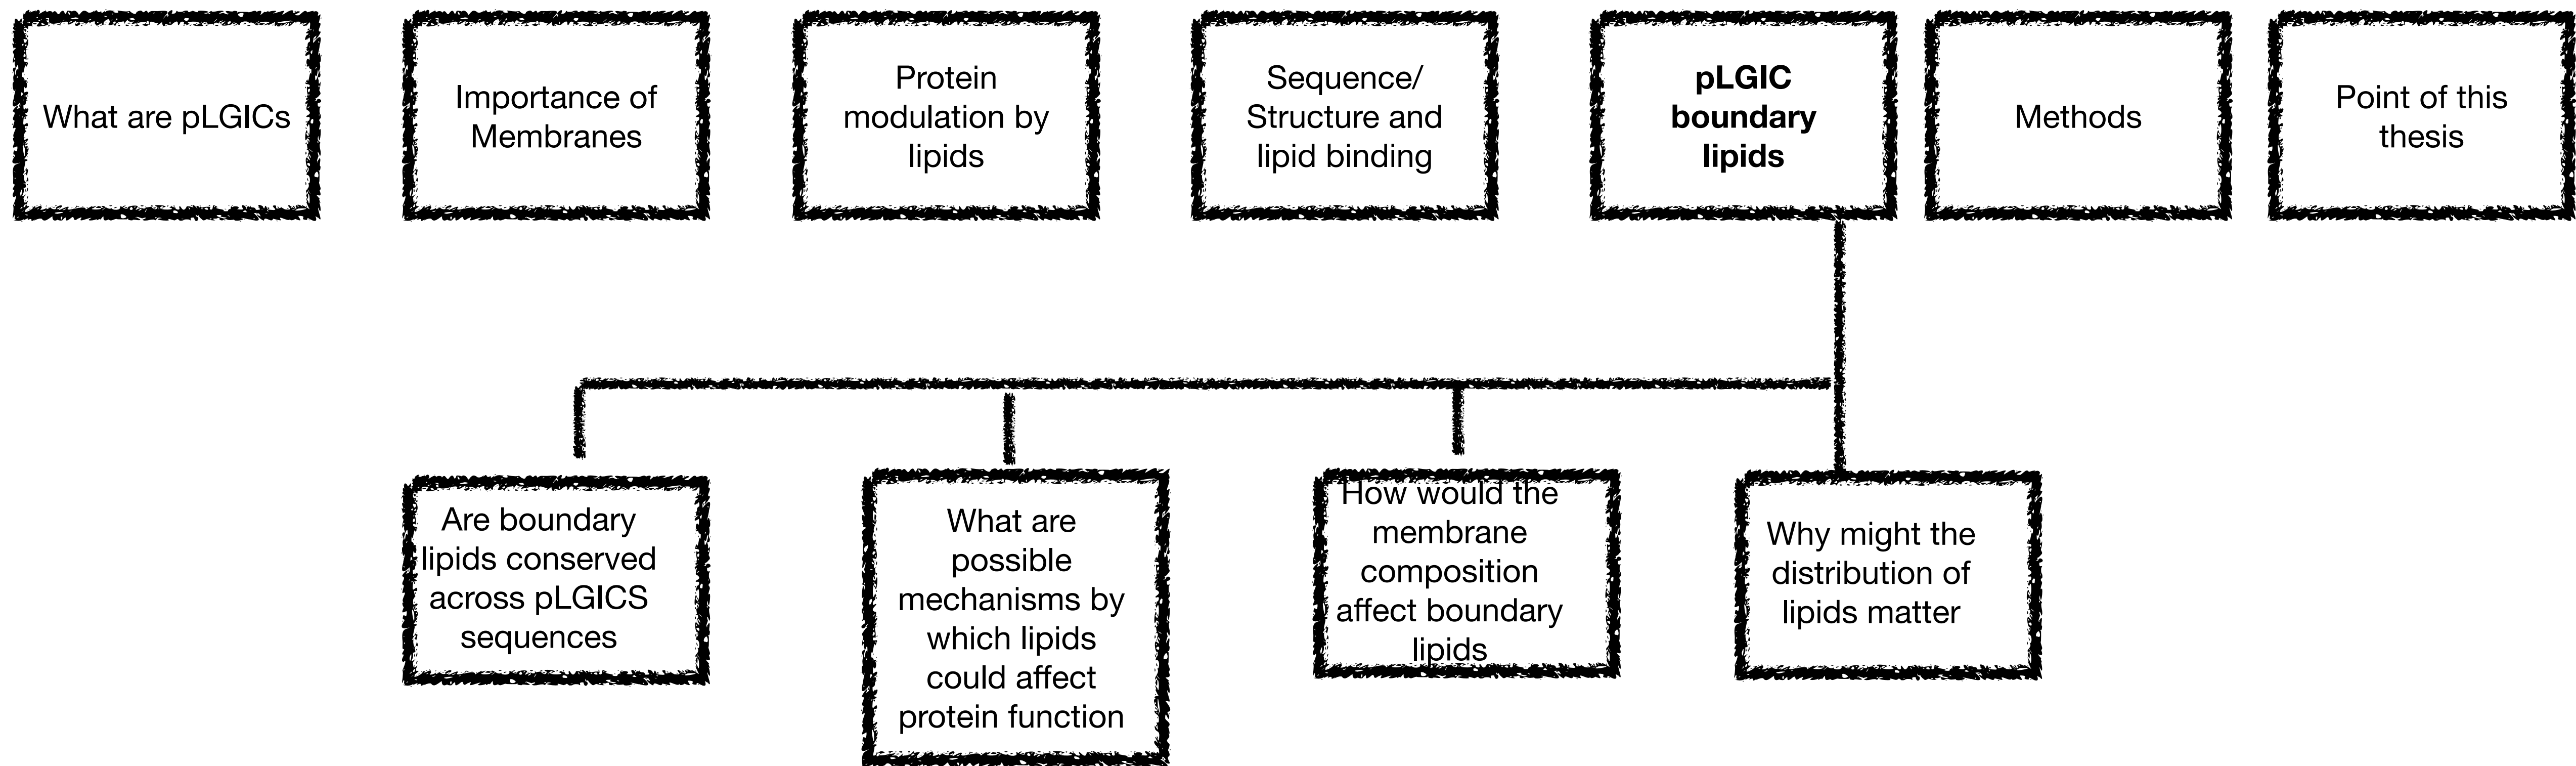 What are pLGICs
Importance of
Membranes
Protein
modulation by
lipids
Sequence/
Structure and
lipid binding
pLGIC
boundary
lipids
Methods
Point of this
thesis
Are boundary
lipids conserved
across pLGICS
sequences
What are
possible
mechanisms by
which lipids
could affect
protein function
How would the
membrane
composition
affect boundary
lipids
Why might the
distribution of
lipids matter